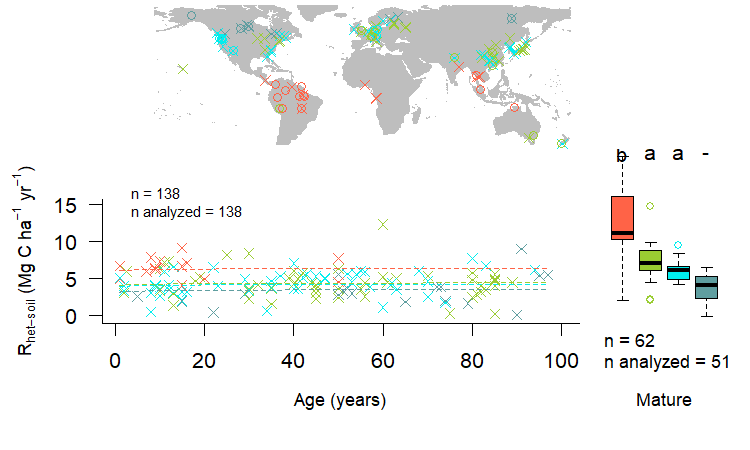 b a a -
n = 138
n analyzed = 138
R het−soil (Mg C ha−1 yr−1)
15
10
5
0
0 20 40 60 80 100
Age (years)
n = 62
n analyzed = 51
Mature